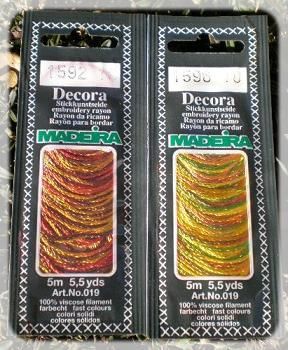 1592
Decora
Stickkunstseide
embroidery rayon
Rayon da ricamo
Rayón para bordar
MADEIRA
5m 5,5yds
Art.No.019
100% viscose filament
farbecht fast colours
colori solidi
colores sólidos
Decora
Stickkunstseide
embroidery rayon
Rayon da ricamo
Rayón para bordar
MADEIRA
5m 5,5yds
Art.No.019
100% viscose filament
farbecht fast colours
colori solidi
colores sólidos